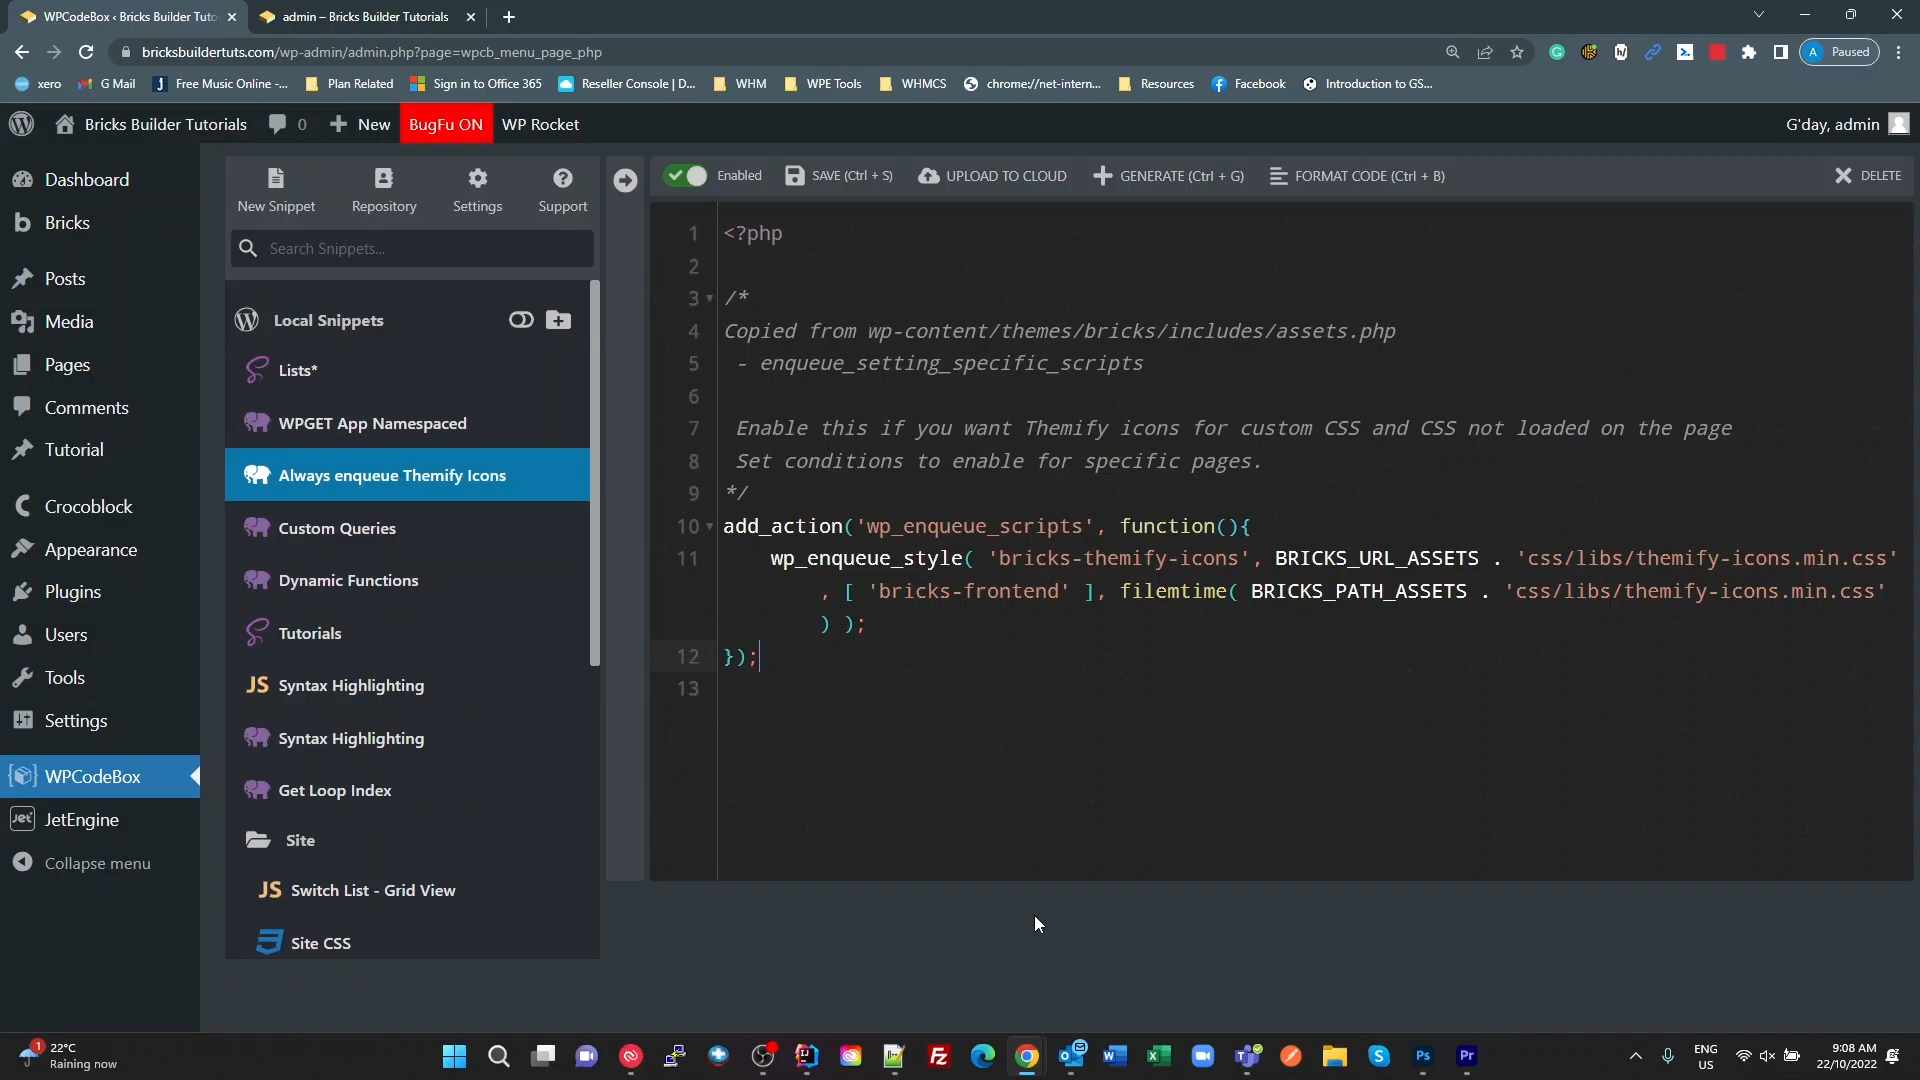 WPCodeBox ‹ Bricks Builder Tuto
admin – Bricks Builder Tutorials
bricksbuildertuts.com/wp-admin/admin.php?page=wpcb_menu_page_php
A Paused
xero
G Mail
Free Music Online -...
Plan Related
Sign in to Office 365
Reseller Console | D...
WHM
WPE Tools
WHMCS
chrome://net-intern...
Resources
Facebook
Introduction to GS...
Bricks Builder Tutorials
0
New
BugFu ON
WP Rocket
G'day, admin
Dashboard
Bricks
Posts
Media
Pages
Comments
Tutorial
Crocoblock
Appearance
Plugins
Users
Tools
Settings
WPCodeBox
JetEngine
Collapse menu
New Snippet
Repository
Settings
Support
Search Snippets...
Local Snippets
Lists*
WPGET App Namespaced
Always enqueue Themify Icons
Custom Queries
Dynamic Functions
Tutorials
JS Syntax Highlighting
Syntax Highlighting
Get Loop Index
Site
JS Switch List - Grid View
Site CSS
Enabled
SAVE (Ctrl + S)
UPLOAD TO CLOUD
GENERATE (Ctrl + G)
FORMAT CODE (Ctrl + B)
DELETE
1 <?php
2
3 /*
4 Copied from wp-content/themes/bricks/includes/assets.php
5 - enqueue_setting_specific_scripts
6
7 Enable this if you want Themify icons for custom CSS and CSS not loaded on the page
8 Set conditions to enable for specific pages.
9 */
10 add_action('wp_enqueue_scripts', function(){
11 wp_enqueue_style( 'bricks-themify-icons', BRICKS_URL_ASSETS . 'css/libs/themify-icons.min.css'
, [ 'bricks-frontend' ], filemtime( BRICKS_PATH_ASSETS . 'css/libs/themify-icons.min.css'
) );
12 });
13
1
22°C
Raining now
ENG
US
9:08 AM
22/10/2022